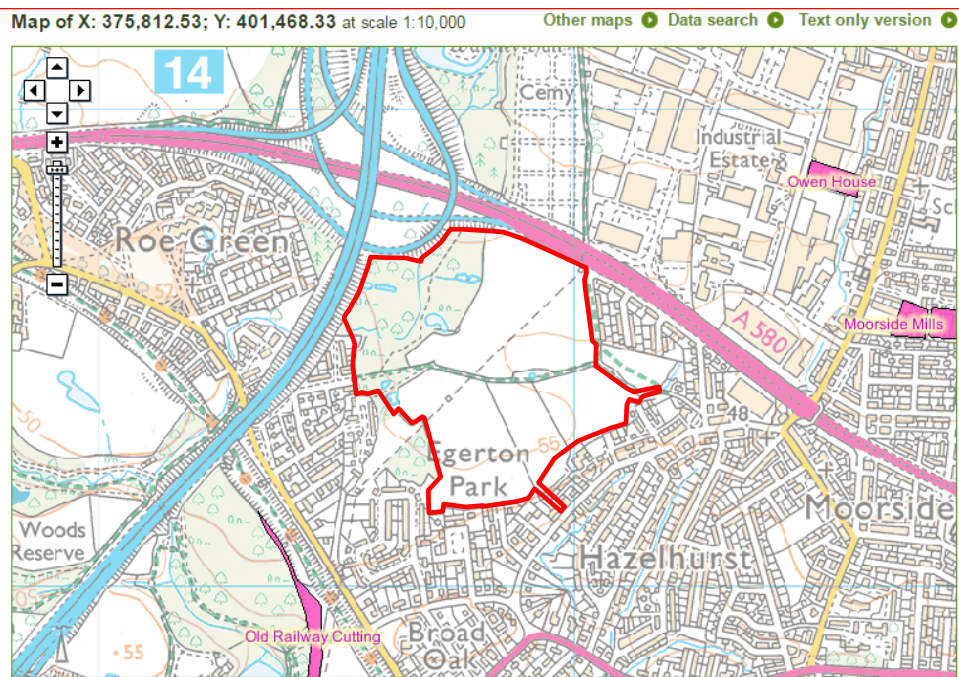 Map of X: 375,812.53; Y: 401,468.33 at scale 1:10,000
Other maps Data search Text only version
14
Cemy
Industrial
Estate
Owen House
Sc
Roe Green
52
Moorside Mills
A 580
50
48
Egerton
Park
55
Moorside
Woods
Reserve
Hazelhurst
Old Railway Cutting
Broad
Oak
55